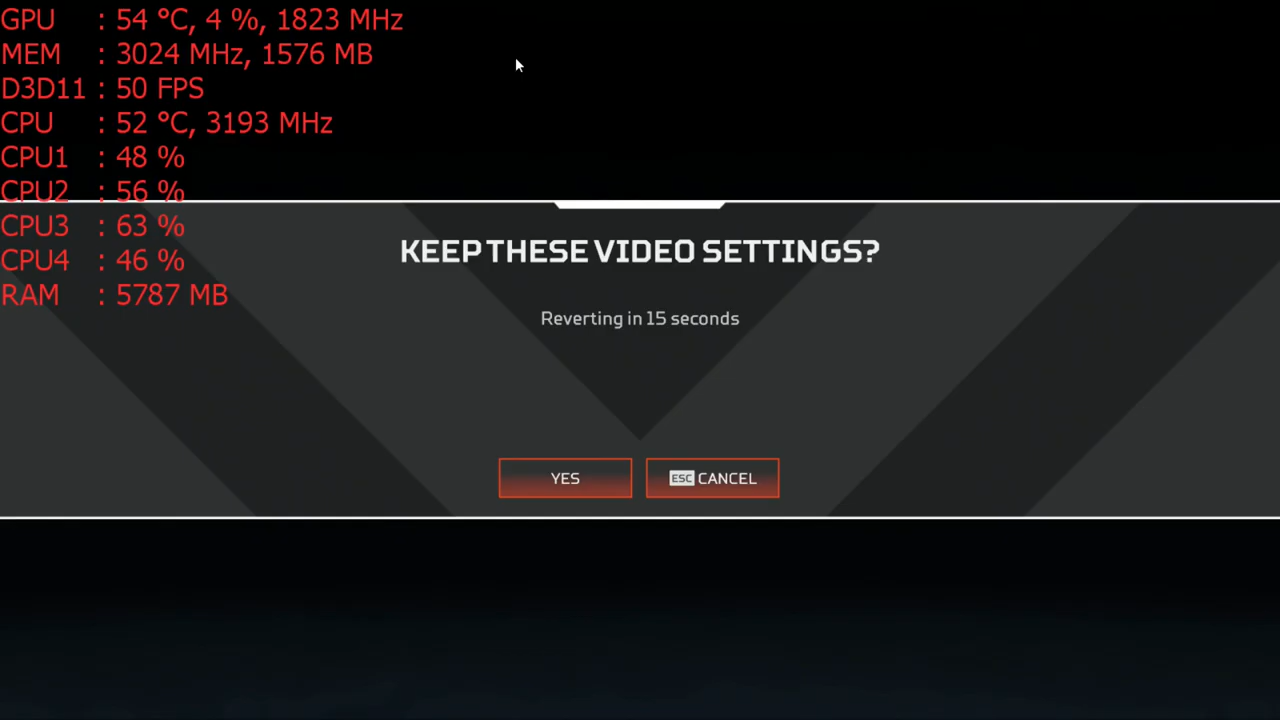 GPU : 54 °C, 4 %, 1823 MHz
MEM : 3024 MHz, 1576 MB
D3D11 : 50 FPS
CPU : 52 °C, 3193 MHz
CPU1 : 48 %
CPU2 : 56 %
CPU3 : 63 %
CPU4 : 46 %
RAM : 5787 MB
KEEP THESE VIDEO SETTINGS?
Reverting in 15 seconds
YES
ESC CANCEL